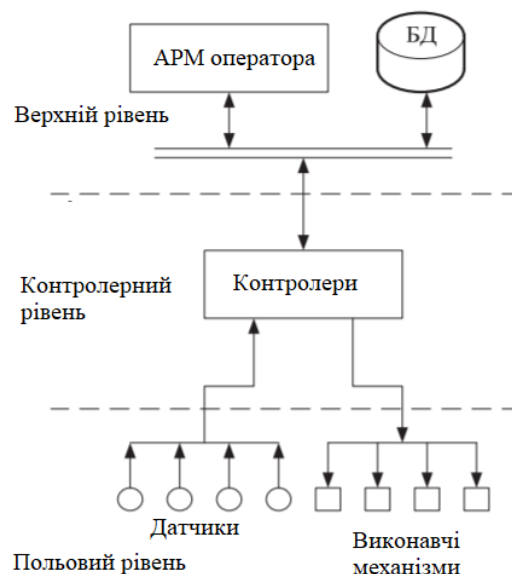 АРМ оператора
БД
Верхній рівень
Контролерний
рівень
Контролери
Датчики
Польовий рівень
Виконавчі
механізми